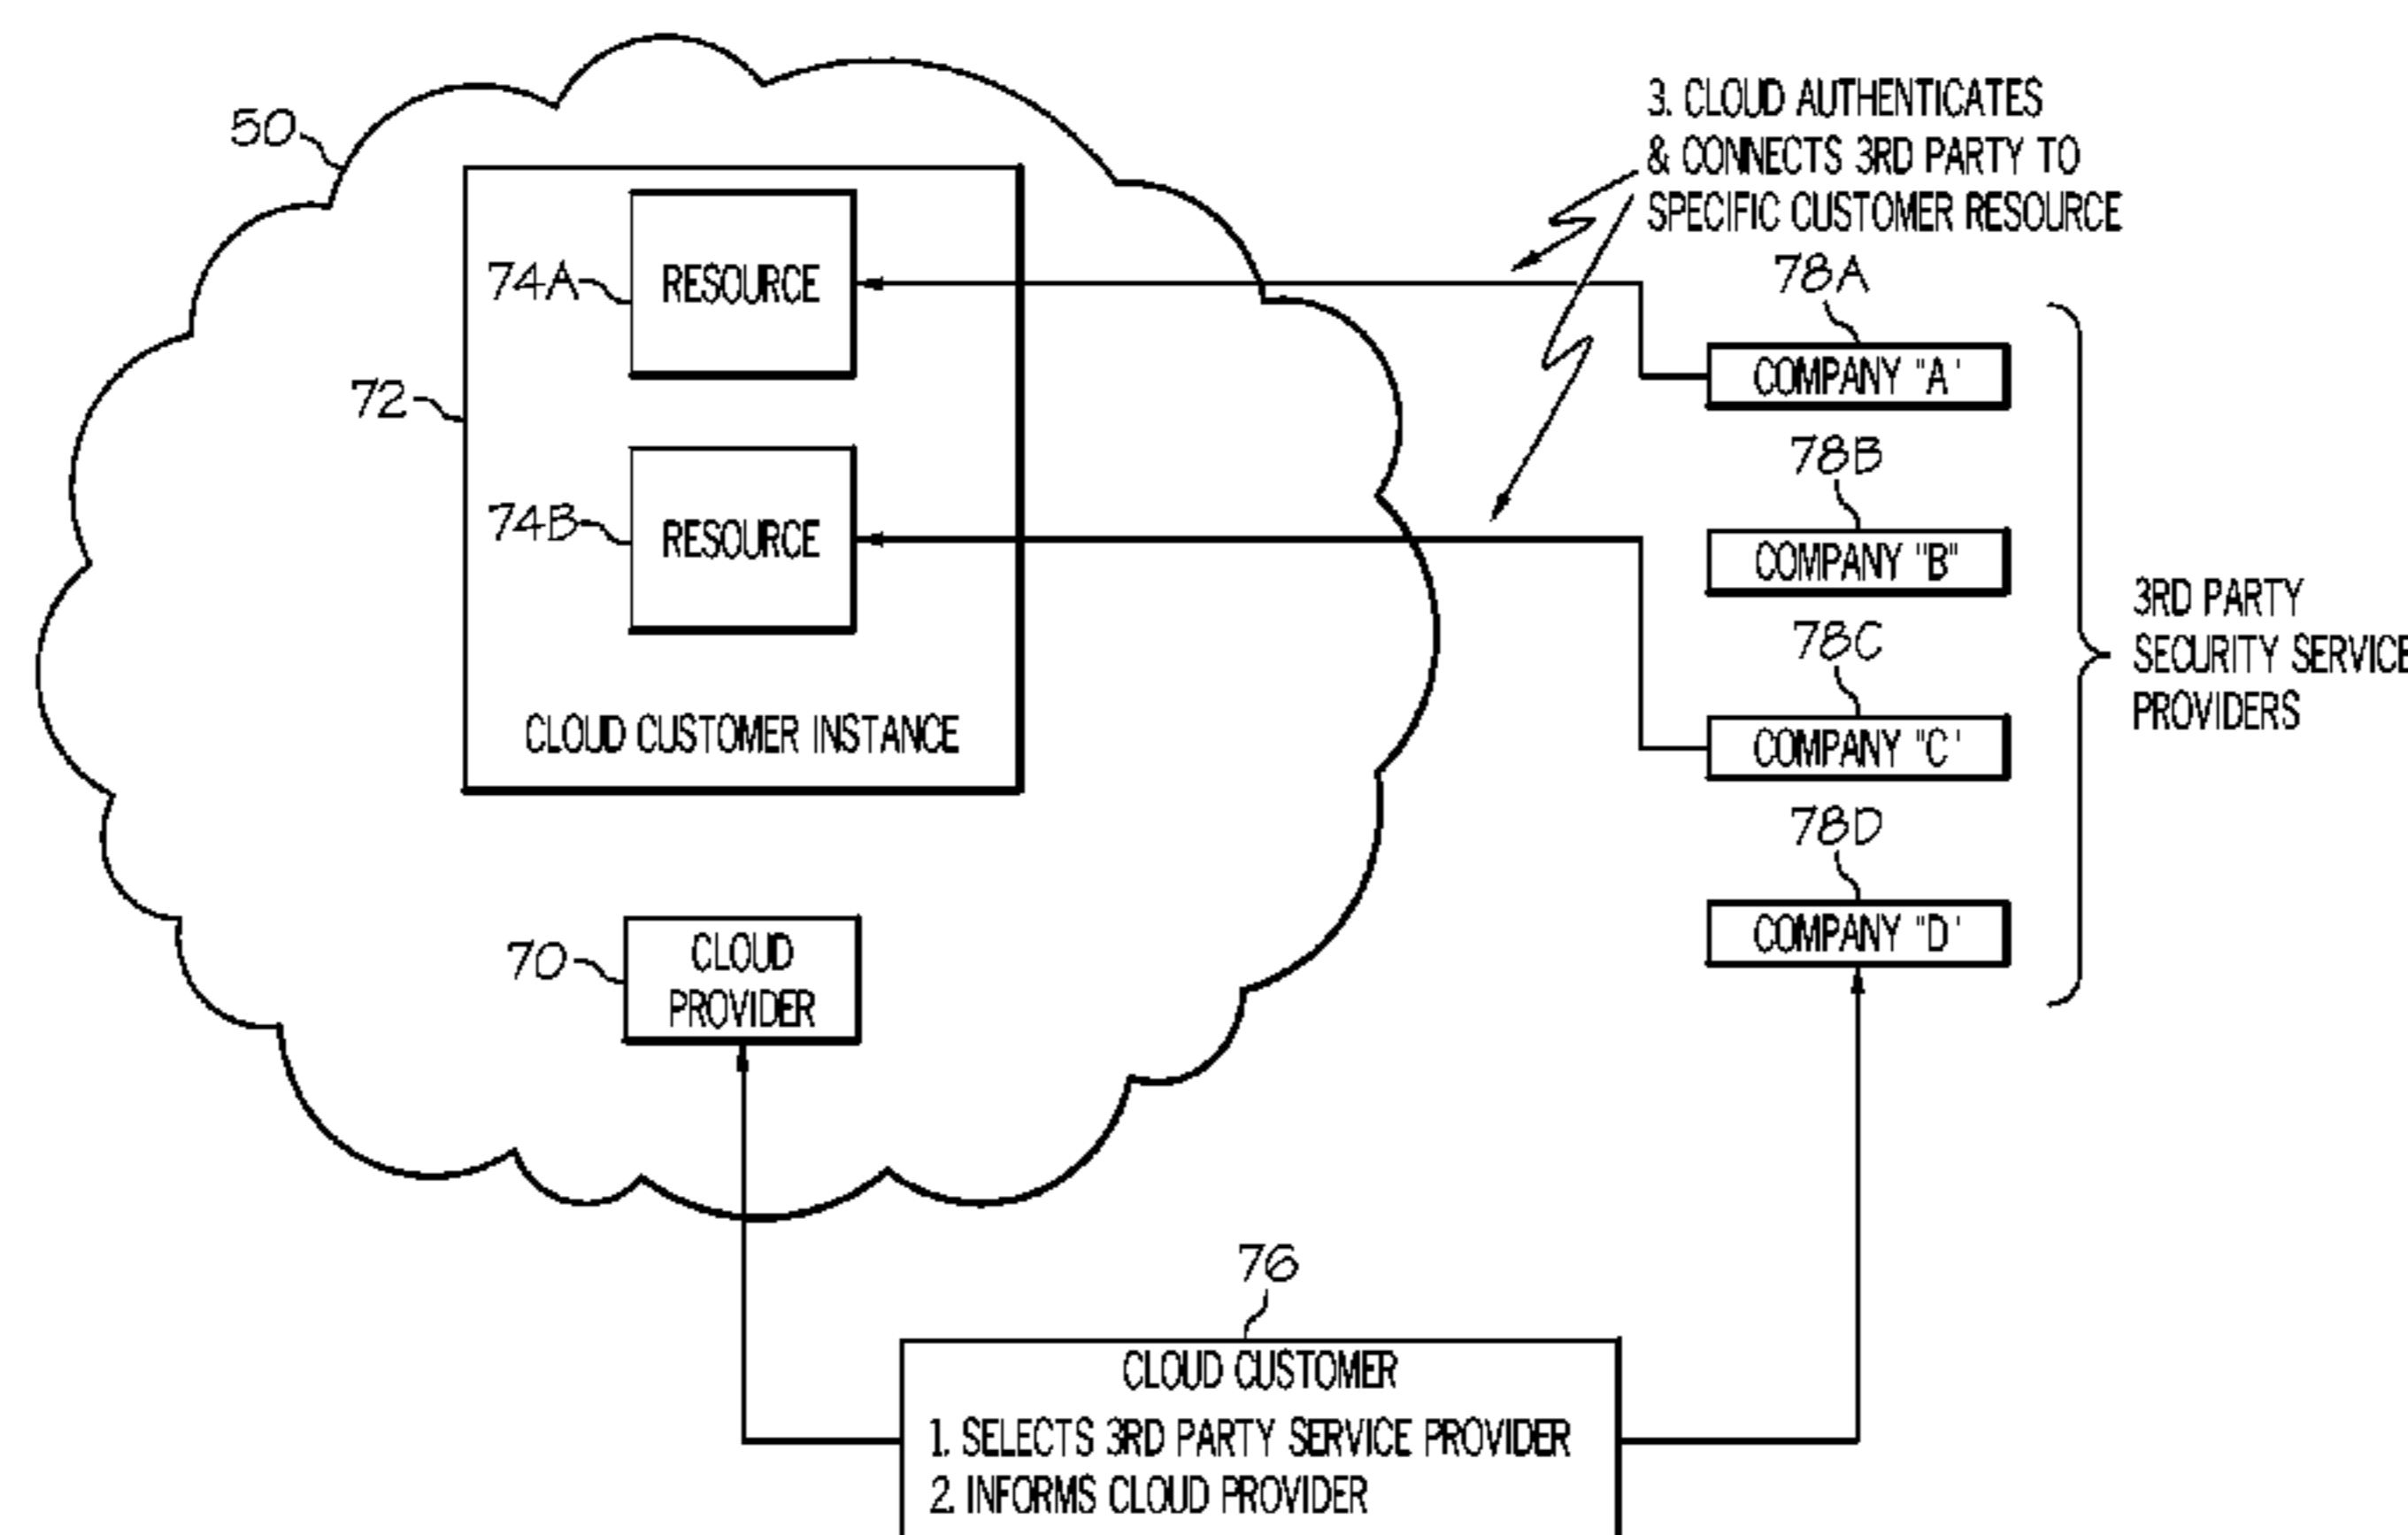 50
3. CLOUD AUTHENTICATES
& CONNECTS 3RD PARTY TO
SPECIFIC CUSTOMER RESOURCE
74A
RESOURCE
78A
COMPANY "A'
72
78B
74B
RESOURCE
COMPANY "B"
3RD PARTY
SECURITY SERVICE
PROVIDERS
78C
CLOUD CUSTOMER INSTANCE
COMPANY "C'
78D
70
CLOUD
PROVIDER
COMPANY "D'
76
CLOUD CUSTOMER
1. SELECTS 3RD PARTY SERVICE PROVIDER
2. INFORMS CLOUD PROVIDER